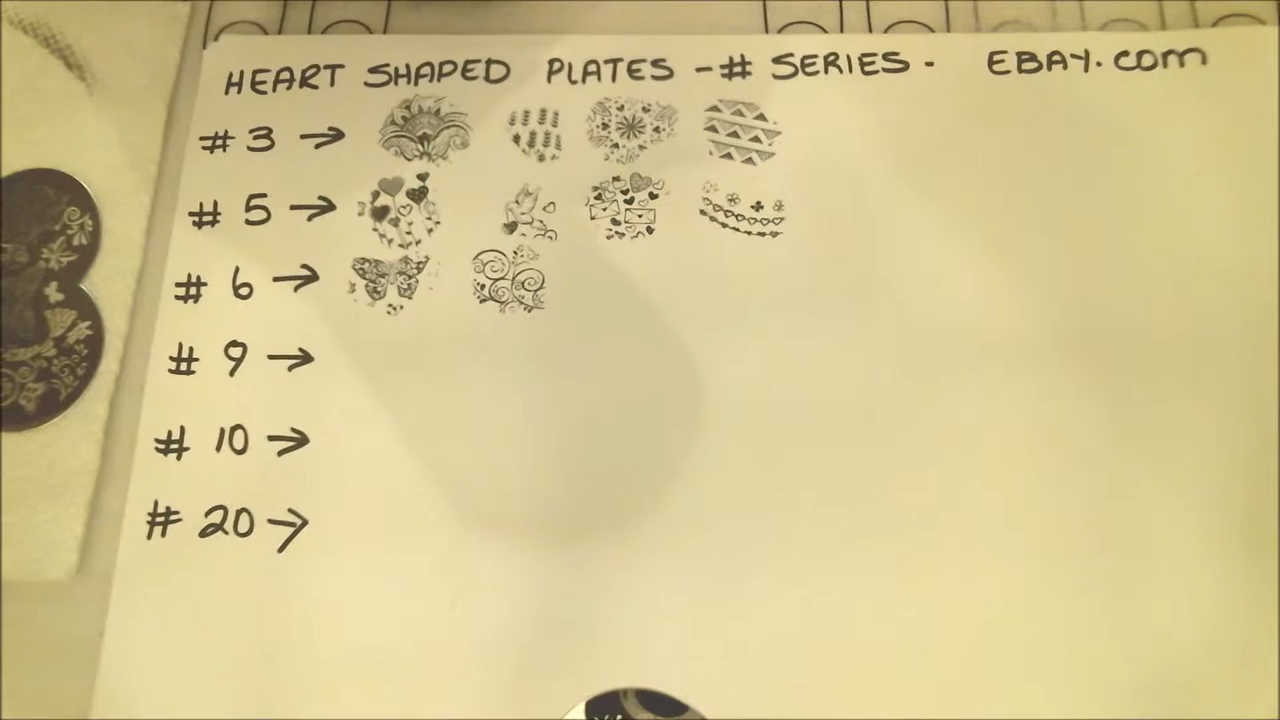 HEART SHAPED PLATES - # SERIES - EBAY.com
# 3 →
# 5 →
# 6 →
# 9 →
# 10 →
# 20 →